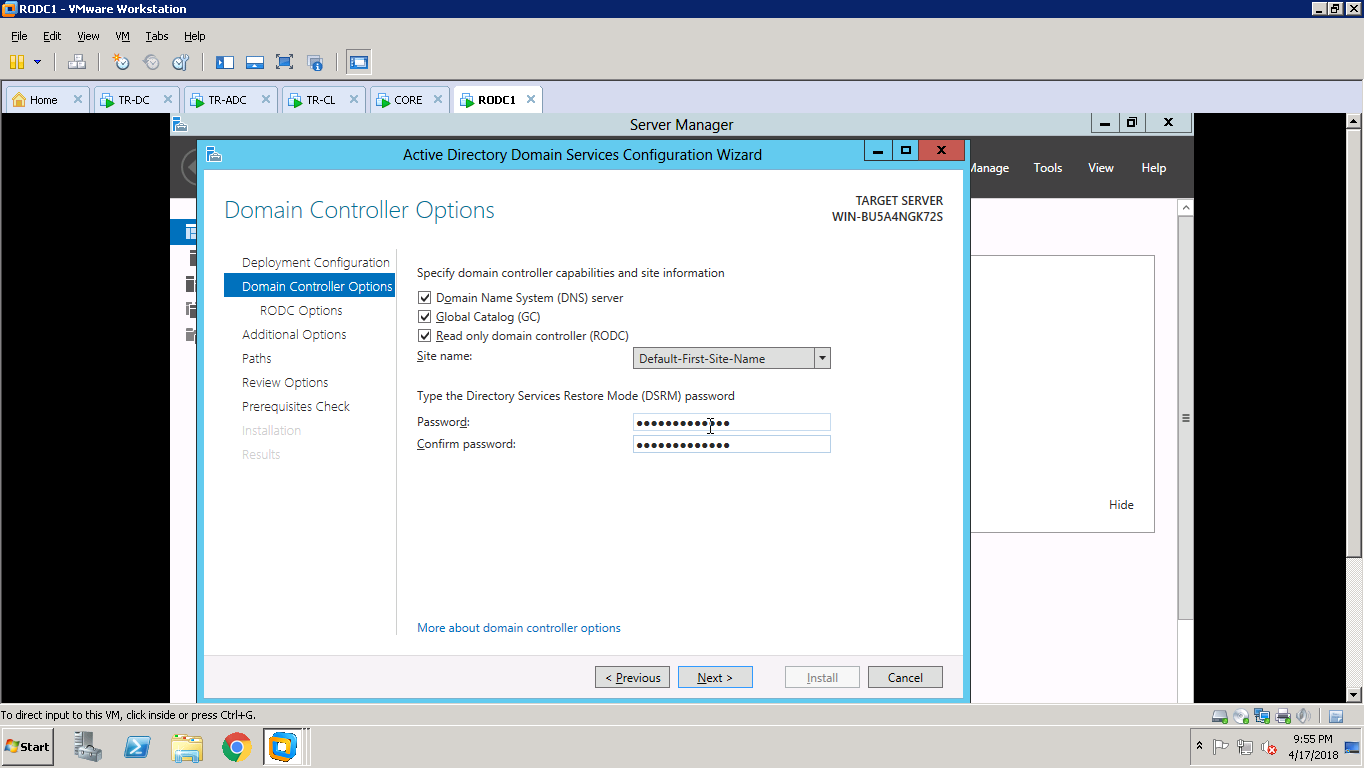 RODC1 - VMware Workstation
File Edit View VM Tabs Help
Home TR-DC TR-ADC TR-CL CORE RODC1
Server Manager
Active Directory Domain Services Configuration Wizard
Manage Tools View Help
Domain Controller Options
TARGET SERVER
WIN-BU5A4NGK72S
Deployment Configuration
Domain Controller Options
RODC Options
Additional Options
Paths
Review Options
Prerequisites Check
Installation
Results
Specify domain controller capabilities and site information
Domain Name System (DNS) server
Global Catalog (GC)
Read only domain controller (RODC)
Site name: Default-First-Site-Name
Type the Directory Services Restore Mode (DSRM) password
Password: ●●●●●●●●●●●●●
Confirm password: ●●●●●●●●●●●●●
Hide
More about domain controller options
< Previous Next > Install Cancel
To direct input to this VM, click inside or press Ctrl+G.
Start
9:55 PM
4/17/2018